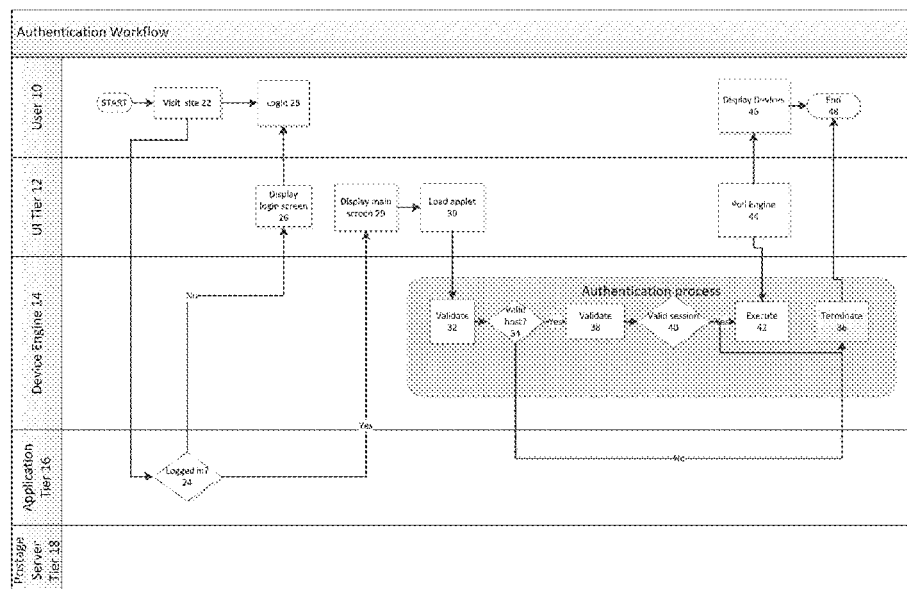 Authentication Workflow
User 10
START
Visit site 22
Login 28
Display Devices
46
End
48
UI Tier 12
Display
login screen
26
Display main
screen 29
Load applet
30
Poll Engine
44
Device Engine 14
No
Authentication process
Validate
32
Valid
host?
34
Yes
Validate
38
Valid session?
40
Yes
Execute
42
Terminate
36
Application
Tier 16
Logged in?
24
Yes
No
Postage
Server
Tier 18